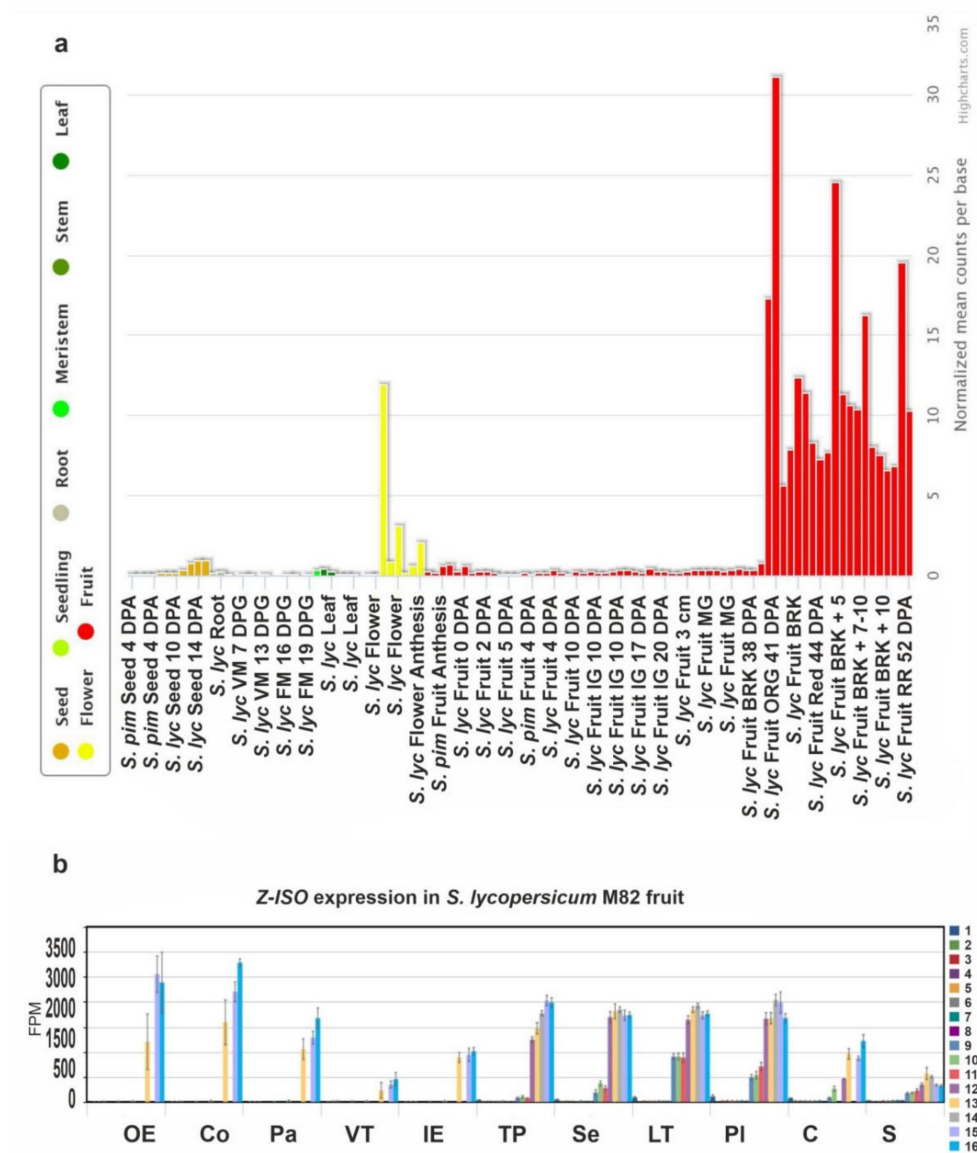 a
Seed
Seedling
Root
Meristem
Stem
Leaf
Flower
Fruit
35
30
25
20
15
10
5
0
Normalized mean counts per base
Highcharts.com
S. pim Seed 4 DPA
S. pim Seed 4 DPA
S. lyc Seed 10 DPA
S. lyc Seed 14 DPA
S. lyc Root
S. lyc VM 7 DPG
S. lyc VM 13 DPG
S. lyc FM 16 DPG
S. lyc FM 19 DPG
S. lyc Leaf
S. lyc Leaf
S. lyc Flower
S. lyc Flower
S. lyc Flower Anthesis
S. pim Fruit Anthesis
S. lyc Fruit 0 DPA
S. lyc Fruit 2 DPA
S. lyc Fruit 5 DPA
S. pim Fruit 4 DPA
S. lyc Fruit 4 DPA
S. lyc Fruit 10 DPA
S. lyc Fruit IG 10 DPA
S. lyc Fruit IG 10 DPA
S. lyc Fruit IG 17 DPA
S. lyc Fruit IG 20 DPA
S. lyc Fruit 3 cm
S. lyc Fruit MG
S. lyc Fruit MG
S. lyc Fruit BRK 38 DPA
S. lyc Fruit ORG 41 DPA
S. lyc Fruit BRK
S. lyc Fruit Red 44 DPA
S. lyc Fruit BRK + 5
S. lyc Fruit BRK + 7-10
S. lyc Fruit BRK + 10
S. lyc Fruit RR 52 DPA
b
Z-ISO expression in S. lycopersicum M82 fruit
FPM
3500
3000
2000
1500
500
0
OE
Co
Pa
VT
IE
TP
Se
LT
PI
C
S
1
2
3
4
5
6
7
8
9
10
11
12
13
14
15
16